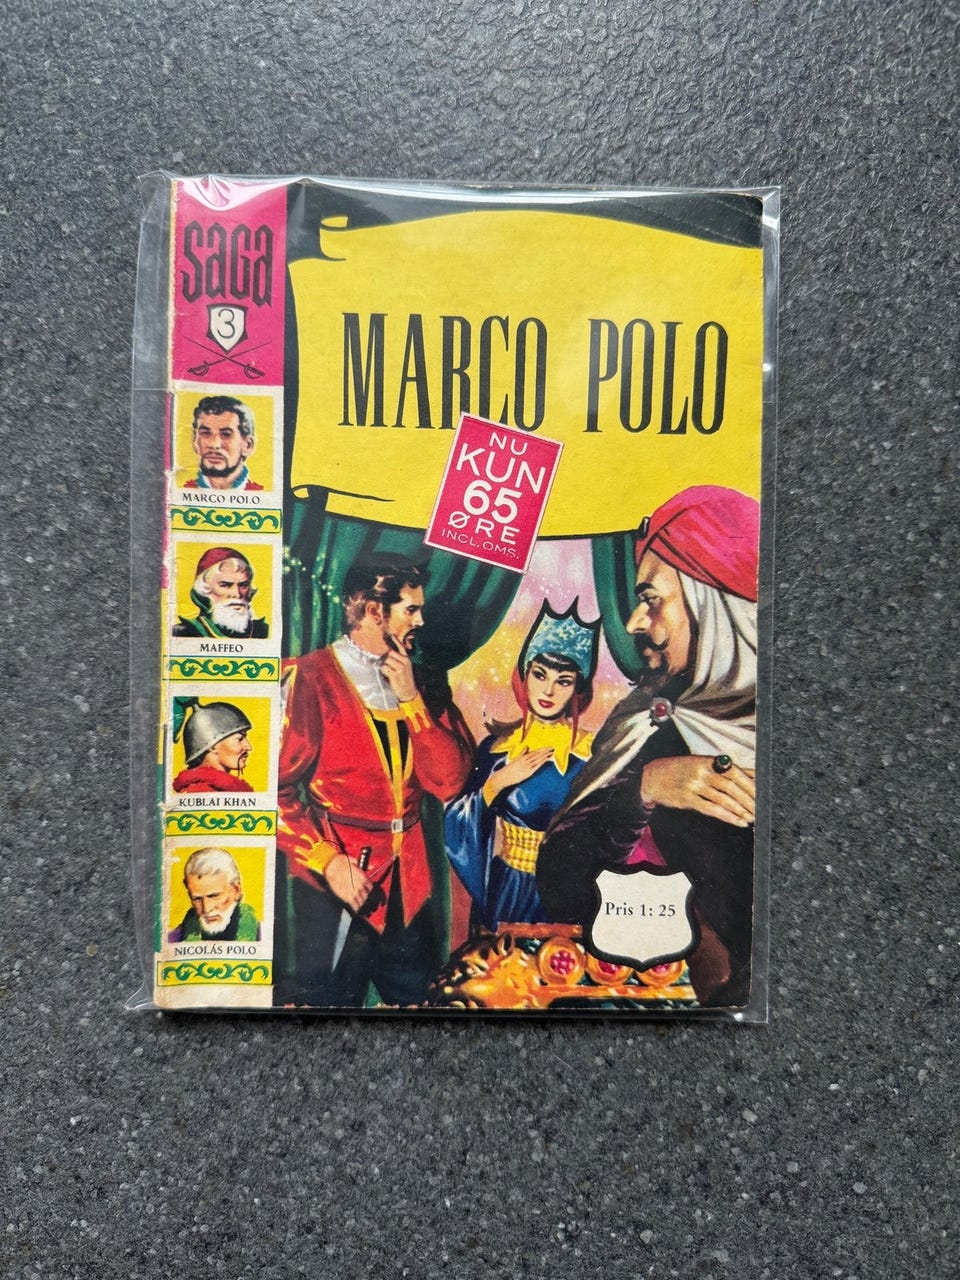 saga
3
MARCO POLO
NU
KUN
65
ØRE
INCL. OMS.
MARCO POLO
MAFFEO
KUBLAI KHAN
NICOLÁS POLO
Pris 1: 25